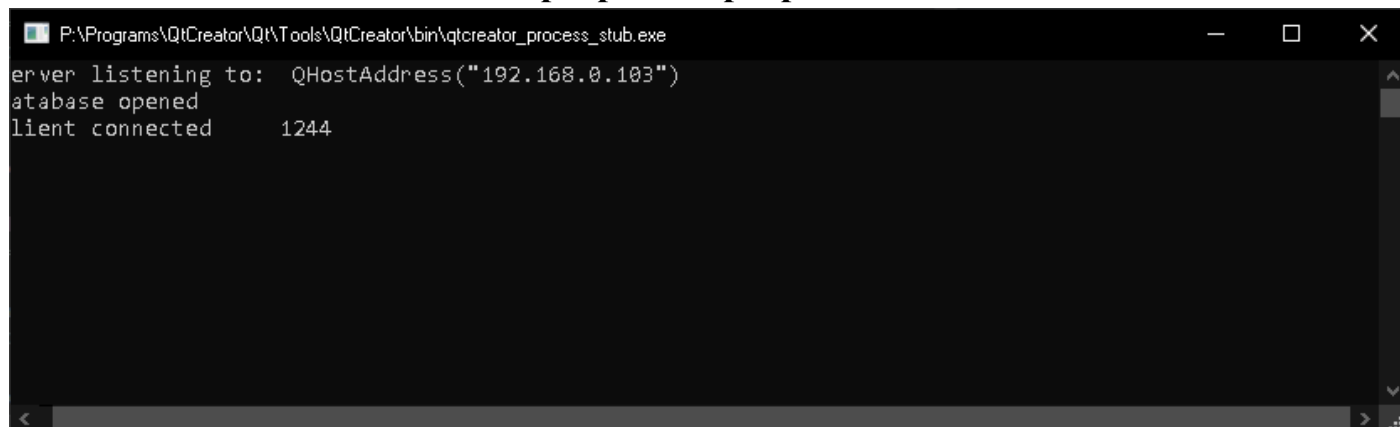 P:\Programs\QtCreator\Qt\Tools\QtCreator\bin\qtcreator_process_stub.exe
erver listening to:  QHostAddress("192.168.0.103")
atabase opened
lient connected     1244